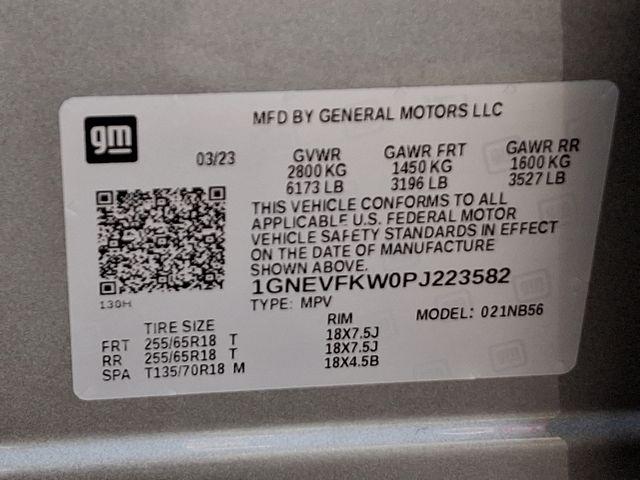 gm
MFD BY GENERAL MOTORS LLC
03/23 GVWR GAWR FRT GAWR RR
2800 KG 1450 KG 1600 KG
6173 LB 3196 LB 3527 LB
THIS VEHICLE CONFORMS TO ALL
APPLICABLE U.S. FEDERAL MOTOR
VEHICLE SAFETY STANDARDS IN EFFECT
ON THE DATE OF MANUFACTURE
SHOWN ABOVE.
1GNEVFKW0PJ223582
130H
TYPE: MPV MODEL: 021NB56
TIRE SIZE RIM
FRT 255/65R18 T 18X7.5J
RR 255/65R18 T 18X7.5J
SPA T135/70R18 M 18X4.5B